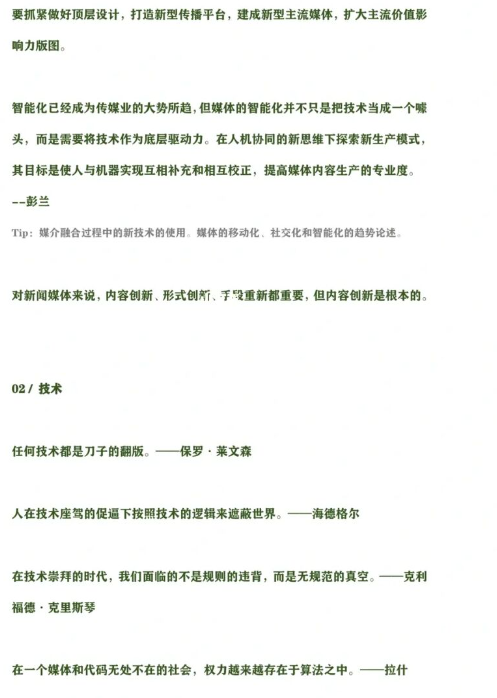 要抓紧做好顶层设计，打造新型传播平台，建成新型主流媒体，扩大主流价值影
响力版图。
智能化已经成为传媒业的大势所趋，但媒体的智能化并不只是把技术当成一个噱
头，而是需要将技术作为底层驱动力。在人机协同的新思维下探索新生产模式，
其目标是使人与机器实现互相补充和相互校正，提高媒体内容生产的专业度。
--彭兰
Tip：媒介融合过程中的新技术的使用。媒体的移动化、社交化和智能化的趋势论述。
对新闻媒体来说，内容创新、形式创新、手段重新都重要，但内容创新是根本的。
02 / 技术
任何技术都是刀子的翻版。——保罗·莱文森
人在技术座驾的促逼下按照技术的逻辑来遮蔽世界。——海德格尔
在技术崇拜的时代，我们面临的不是规则的违背，而是无规范的真空。——克利
福德·克里斯琴
在一个媒体和代码无处不在的社会，权力越来越存在于算法之中。——拉什